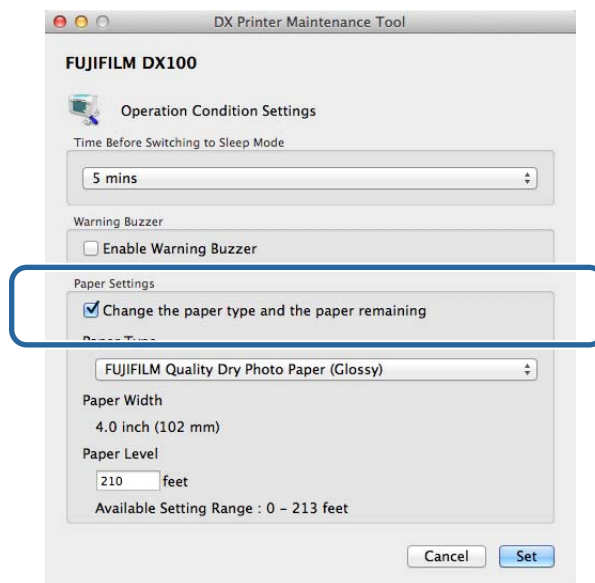 DX Printer Maintenance Tool
FUJIFILM DX100
Operation Condition Settings
Time Before Switching to Sleep Mode
5 mins
Warning Buzzer
Enable Warning Buzzer
Paper Settings
Change the paper type and the paper remaining
Paper Type
FUJIFILM Quality Dry Photo Paper (Glossy)
Paper Width
4.0 inch (102 mm)
Paper Level
210 feet
Available Setting Range : 0 – 213 feet
Cancel Set